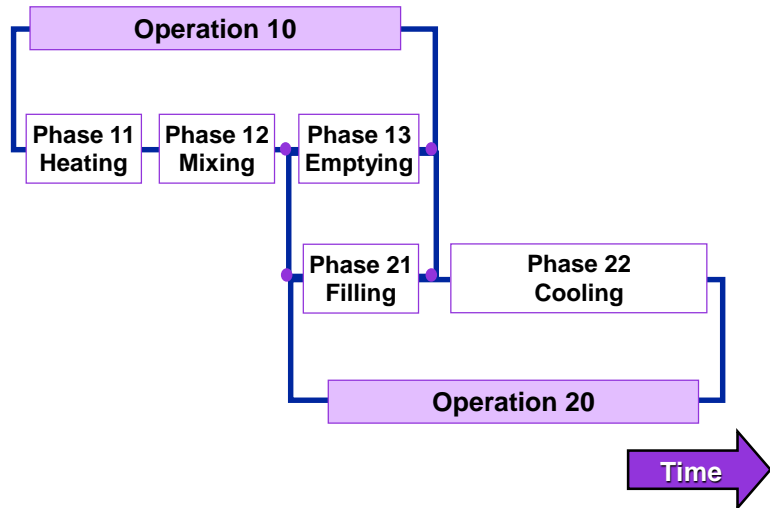 Operation 10
Phase 11
Heating
Phase 12
Mixing
Phase 13
Emptying
Phase 21
Filling
Phase 22
Cooling
Operation 20
Time